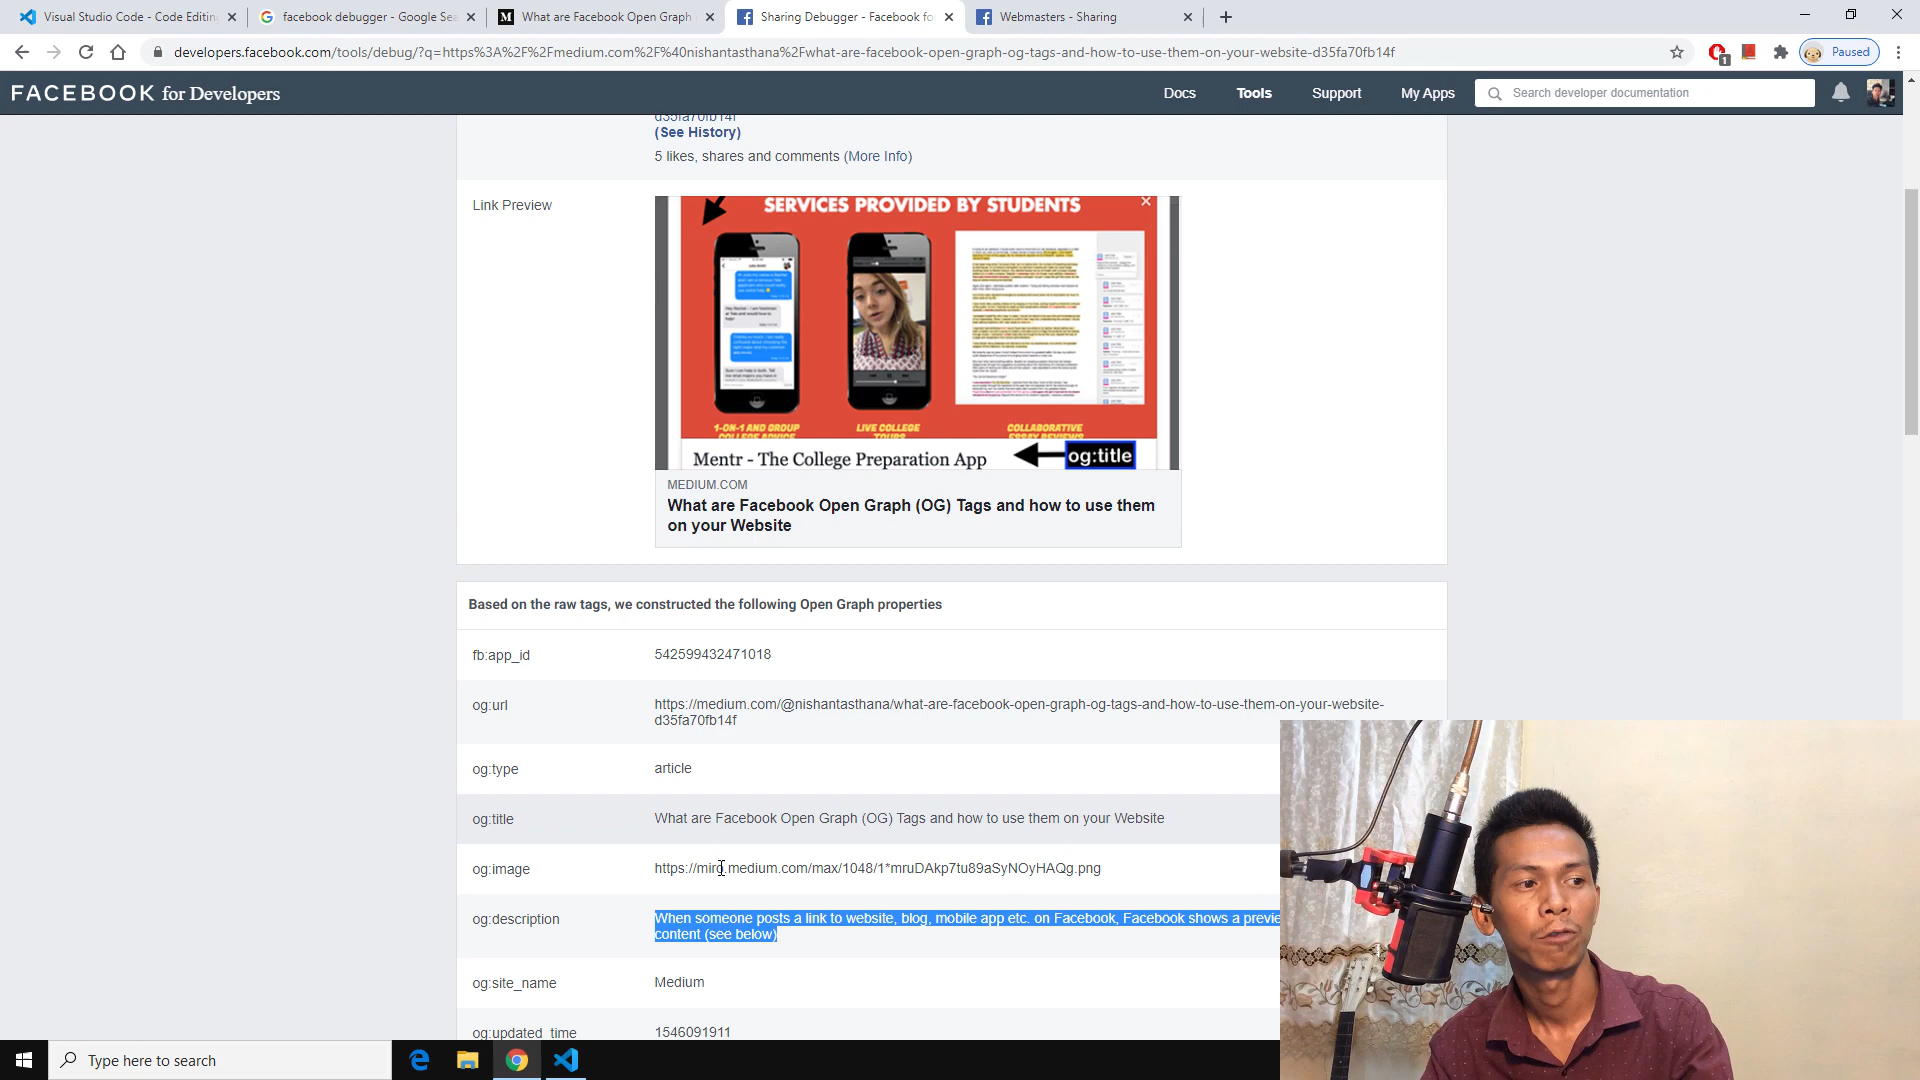 Visual Studio Code - Code Editin
facebook debugger - Google Sea
What are Facebook Open Graph
Sharing Debugger - Facebook fo
Webmasters - Sharing
developers.facebook.com/tools/debug/?q=https%3A%2F%2Fmedium.com%2F%40nishantasthana%2Fwhat-are-facebook-open-graph-og-tags-and-how-to-use-them-on-your-website-d35fa70fb14f
1
Paused
FACEBOOK for Developers
Docs
Tools
Support
My Apps
Search developer documentation
d35fa70fb14f
(See History)
5 likes, shares and comments (More Info)
Link Preview
SERVICES PROVIDED BY STUDENTS
1-ON-1 AND GROUP
COLLEGE ADVICE
LIVE COLLEGE
TOURS
COLLABORATIVE
ESSAY REVIEWS
Mentr - The College Preparation App
og:title
MEDIUM.COM
What are Facebook Open Graph (OG) Tags and how to use them
on your Website
Based on the raw tags, we constructed the following Open Graph properties
fb:app_id
542599432471018
og:url
https://medium.com/@nishantasthana/what-are-facebook-open-graph-og-tags-and-how-to-use-them-on-your-website-
d35fa70fb14f
og:type
article
og:title
What are Facebook Open Graph (OG) Tags and how to use them on your Website
og:image
https://miro.medium.com/max/1048/1*mruDAkp7tu89aSyNOyHAQg.png
og:description
When someone posts a link to website, blog, mobile app etc. on Facebook, Facebook shows a previe
content (see below)
og:site_name
Medium
og:updated_time
1546091911
Type here to search